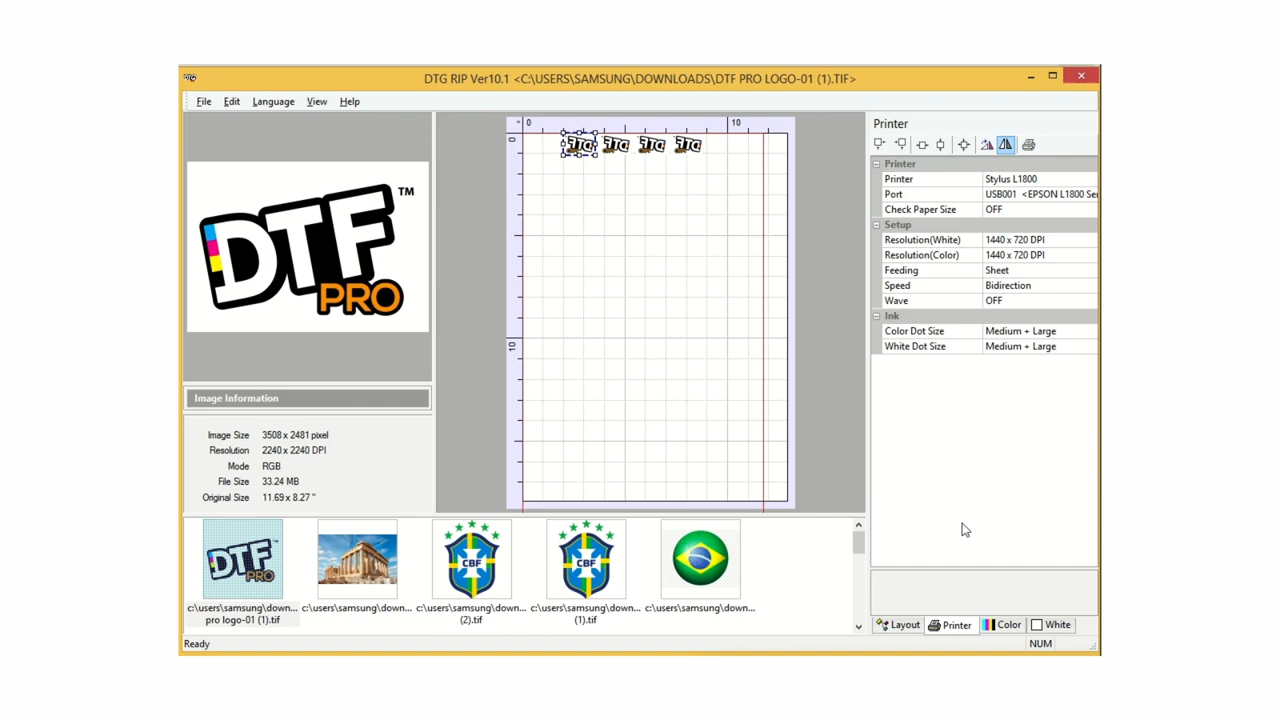 DTG RIP Ver10.1 <C:\USERS\SAMSUNG\DOWNLOADS\DTF PRO LOGO-01 (1).TIF>
File Edit Language View Help
DTF™
PRO
Image Information
Image Size 3508 x 2481 pixel
Resolution 2240 x 2240 DPI
Mode RGB
File Size 33.24 MB
Original Size 11.69 x 8.27 "
0 10
0
10
Printer
Printer
Printer Stylus L1800
Port USB001 <EPSON L1800 Ser
Check Paper Size OFF
Setup
Resolution(White) 1440 x 720 DPI
Resolution(Color) 1440 x 720 DPI
Feeding Sheet
Speed Bidirection
Wave OFF
Ink
Color Dot Size Medium + Large
White Dot Size Medium + Large
DTF
PRO
CBF
CBF
c:\users\samsung\down...
pro logo-01 (1).tif
c:\users\samsung\dow...
c:\users\samsung\down...
(2).tif
c:\users\samsung\dow...
(1).tif
c:\users\samsung\dow...
Layout Printer Color White
Ready NUM